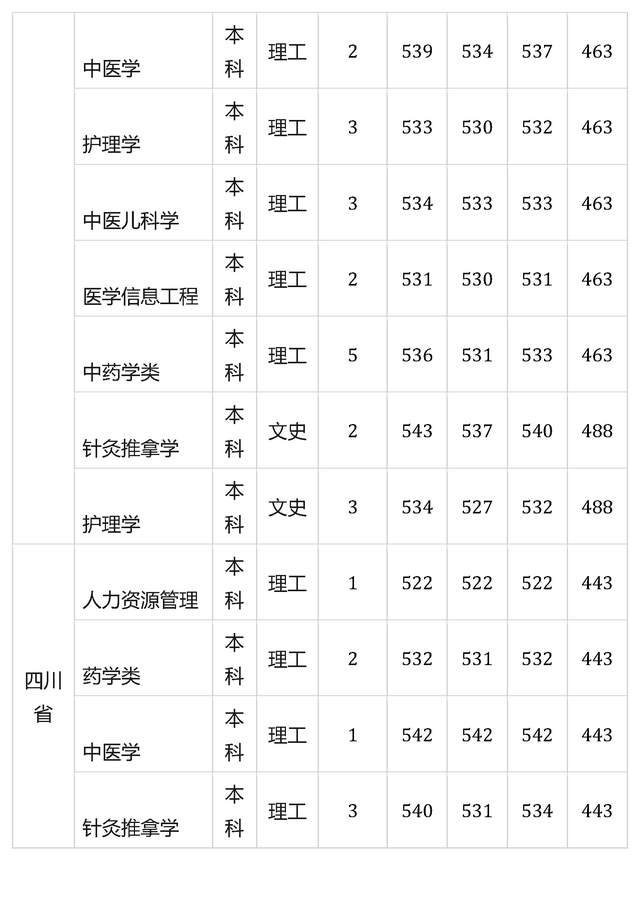 中医学 本科 理工 2 539 534 537 463
护理学 本科 理工 3 533 530 532 463
中医儿科学 本科 理工 3 534 533 533 463
医学信息工程 本科 理工 2 531 530 531 463
中药学类 本科 理工 5 536 531 533 463
针灸推拿学 本科 文史 2 543 537 540 488
护理学 本科 文史 3 534 527 532 488
四川省
人力资源管理 本科 理工 1 522 522 522 443
药学类 本科 理工 2 532 531 532 443
中医学 本科 理工 1 542 542 542 443
针灸推拿学 本科 理工 3 540 531 534 443